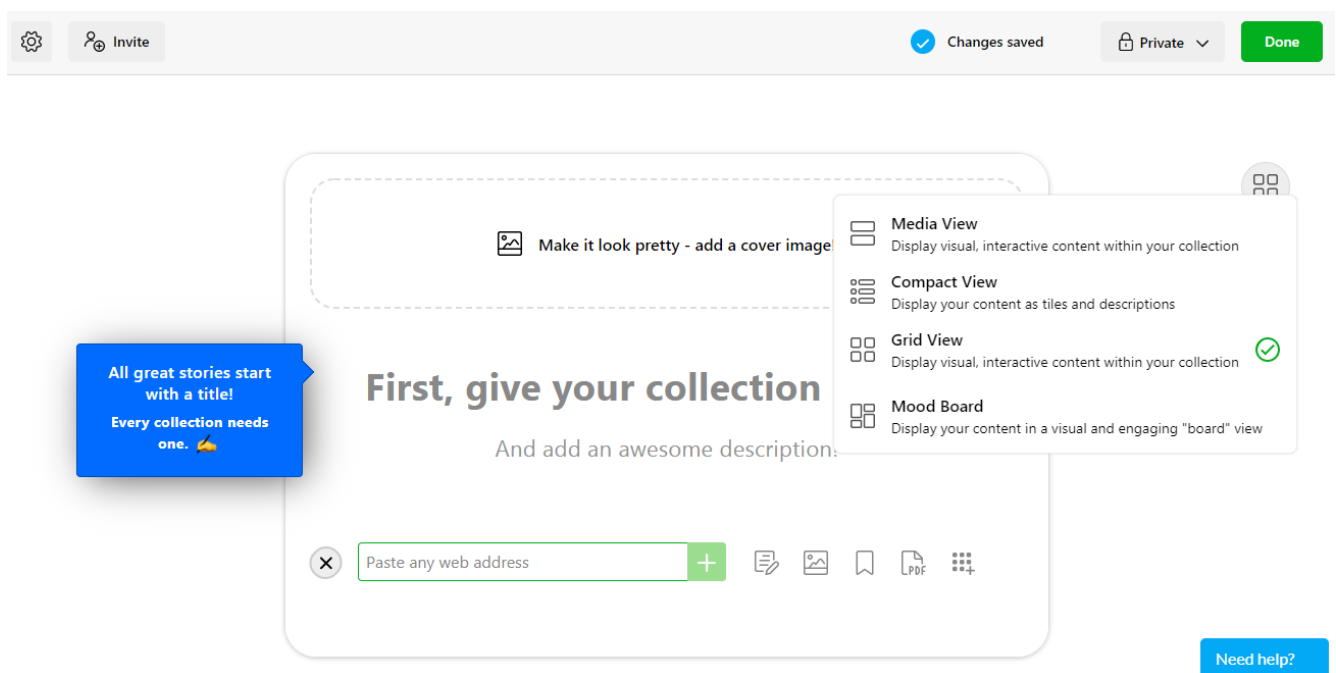 Invite
Changes saved
Private
Done
Make it look pretty - add a cover image!
Media View
Display visual, interactive content within your collection
Compact View
Display your content as tiles and descriptions
Grid View
Display visual, interactive content within your collection
Mood Board
Display your content in a visual and engaging "board" view
All great stories start
with a title!
Every collection needs
one. ✍️
First, give your collection
And add an awesome description!
Paste any web address
PDF
Need help?